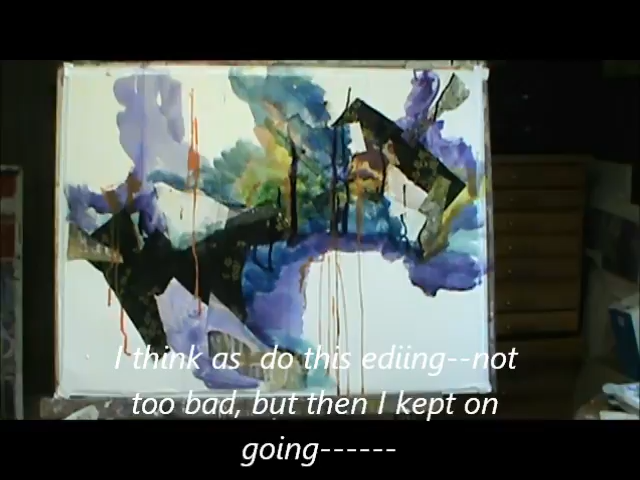 I think as  do this ediing--not
too bad, but then I kept on
going------